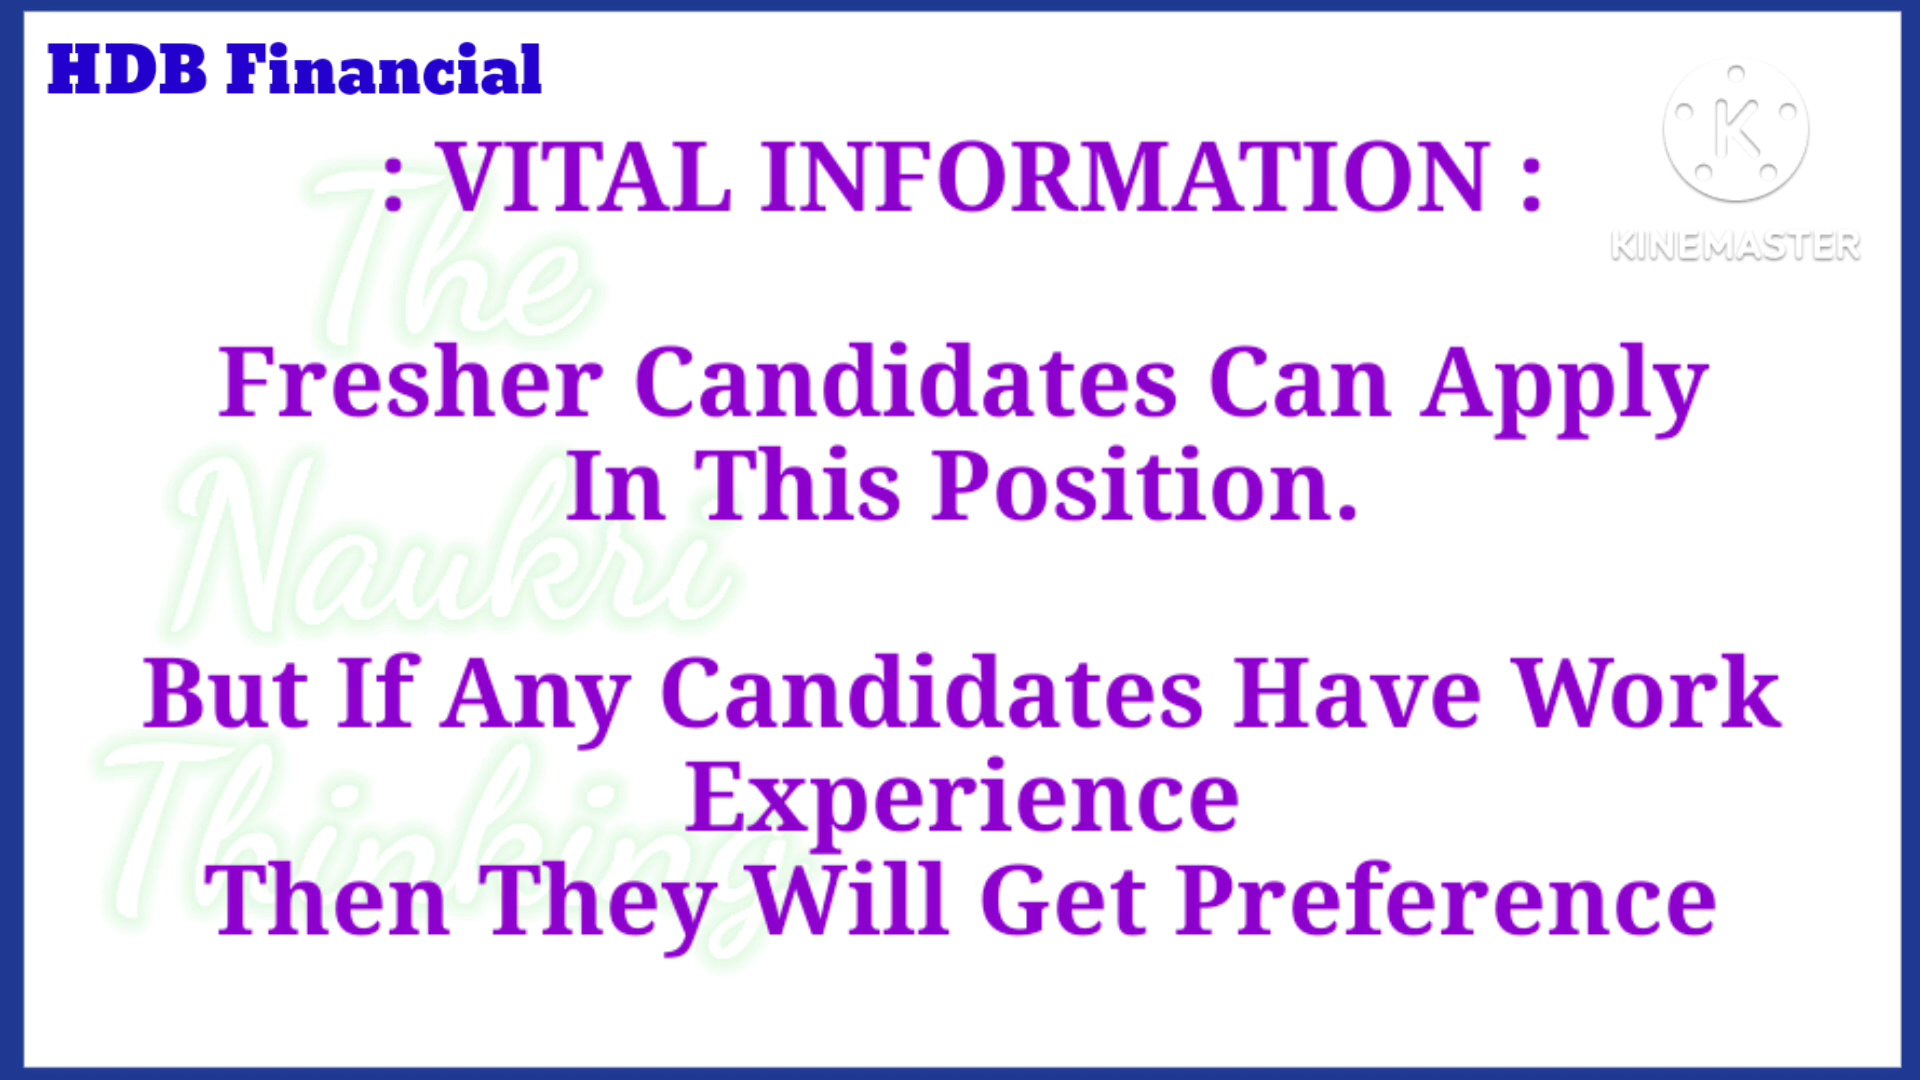 HDB Financial
: VITAL INFORMATION :
KINEMASTER
The
Fresher Candidates Can Apply
In This Position.
Naukri
But If Any Candidates Have Work
Experience
Thinking
Then They Will Get Preference